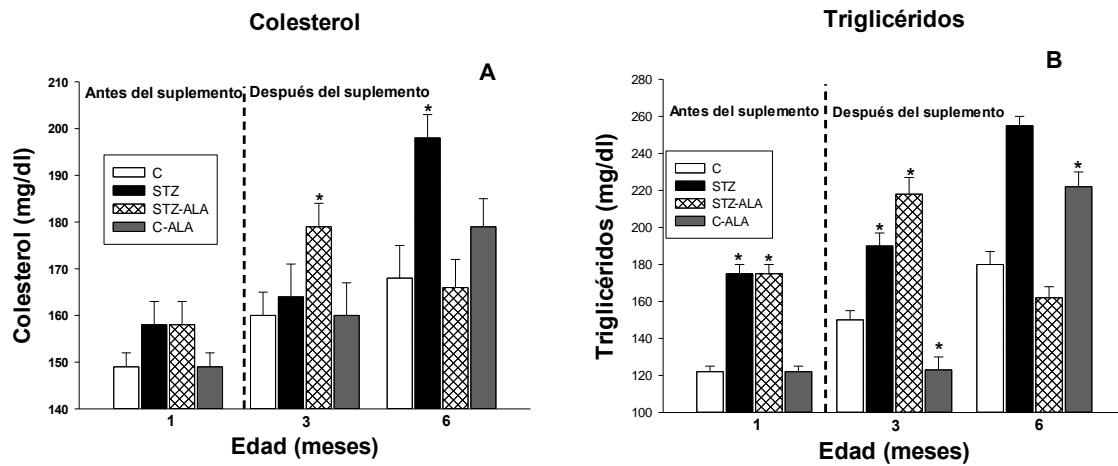 Colesterol
A
Antes del suplemento
Después del suplemento
*
*
C
STZ
STZ-ALA
C-ALA
Colesterol (mg/dl)
210
200
190
180
170
160
150
140
1
3
6
Edad (meses)
Triglicéridos
B
Antes del suplemento
Después del suplemento
*
*
*
*
*
*
C
STZ
STZ-ALA
C-ALA
Triglicéridos (mg/dl)
280
260
240
220
200
180
160
140
120
100
1
3
6
Edad (meses)